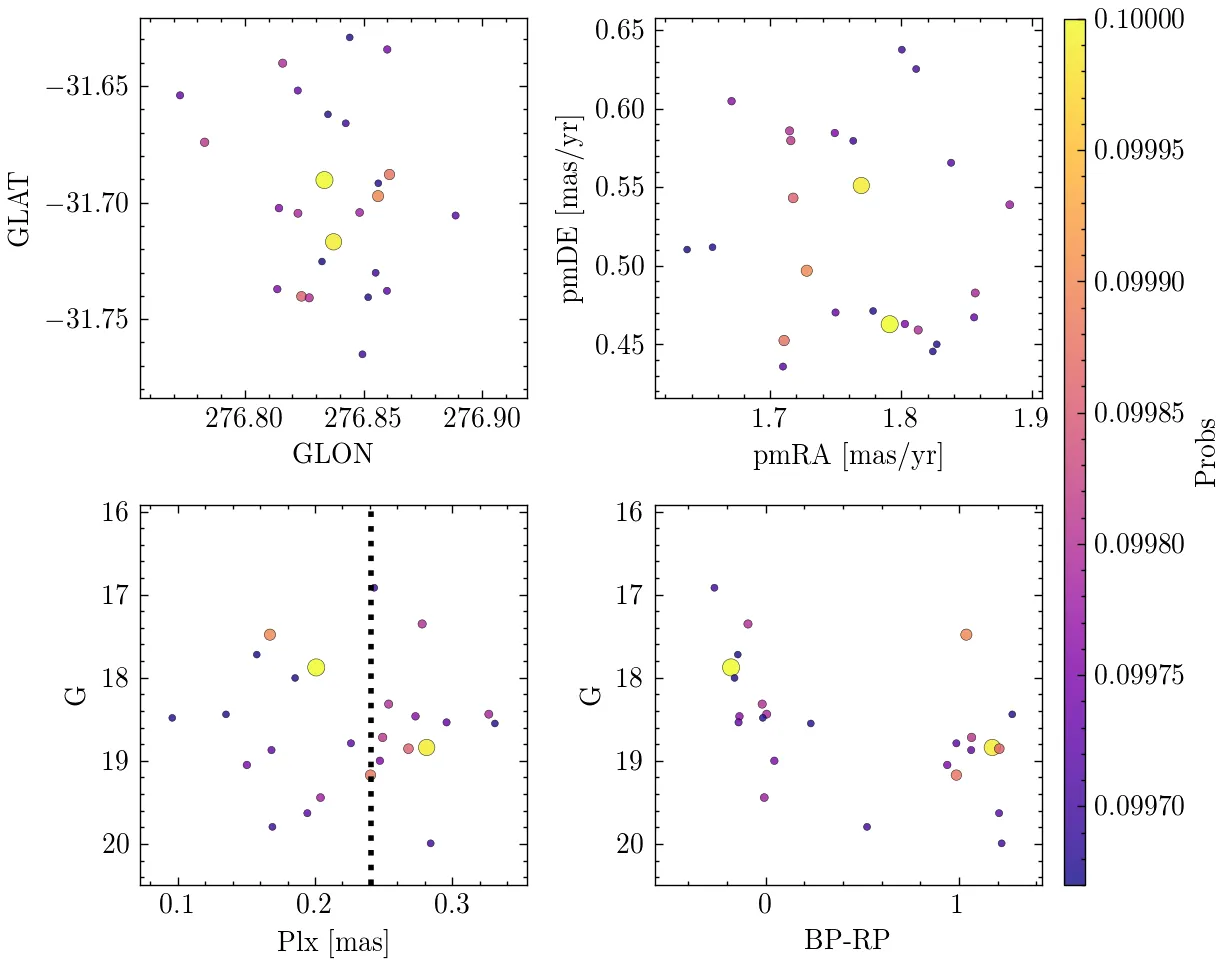 −31.65
−31.70
−31.75
GLAT
276.80 276.85 276.90
GLON
0.65
0.60
0.55
0.50
0.45
pmDE [mas/yr]
1.7 1.8 1.9
pmRA [mas/yr]
16
17
18
19
20
G
0.1 0.2 0.3
Plx [mas]
16
17
18
19
20
G
0 1
BP-RP
0.10000
0.09995
0.09990
0.09985
0.09980
0.09975
0.09970
Probs